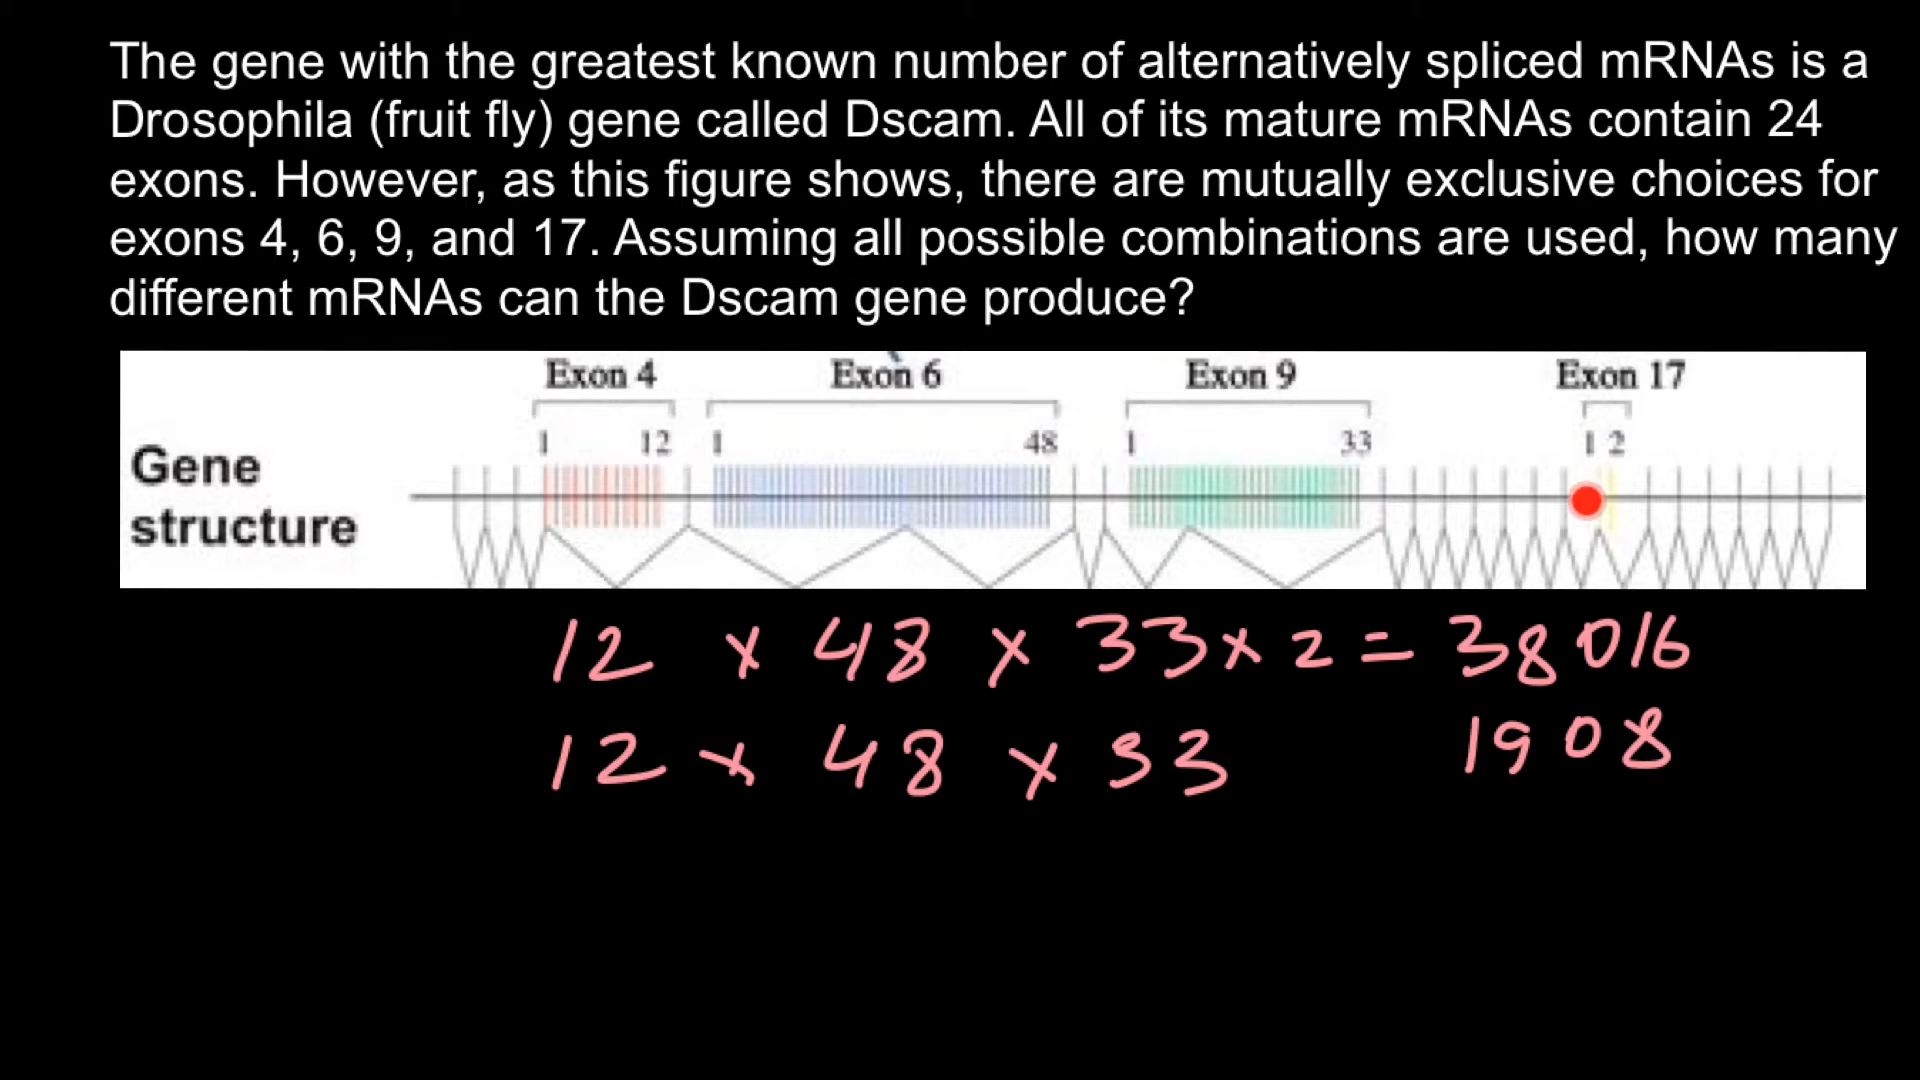 The gene with the greatest known number of alternatively spliced mRNAs is a
Drosophila (fruit fly) gene called Dscam. All of its mature mRNAs contain 24
exons. However, as this figure shows, there are mutually exclusive choices for
exons 4, 6, 9, and 17. Assuming all possible combinations are used, how many
different mRNAs can the Dscam gene produce?
Exon 4 Exon 6 Exon 9 Exon 17
1 12 1 48 1 33 1 2
Gene
structure
12 x 48 x 33 x 2 = 38016
12 x 48 x 33 1908